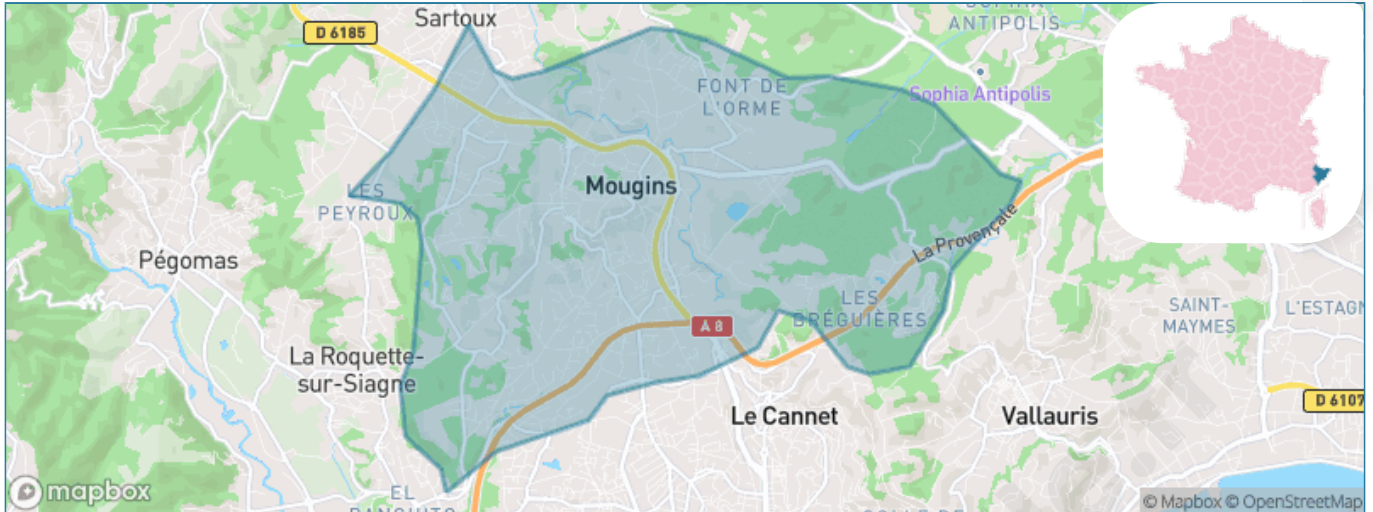 Sartoux
D 6185
ANTIPOLIS
FONT DE
L'ORME
Sophia Antipolis
Mougins
LES
PEYROUX
La Provençale
Pégomas
LES
BRÉGUIÈRES
SAINT-
MAYMES
L'ESTAGN
A 8
La Roquette-
sur-Siagne
D 6107
Le Cannet
Vallauris
mapbox
EL
© Mapbox © OpenStreetMap